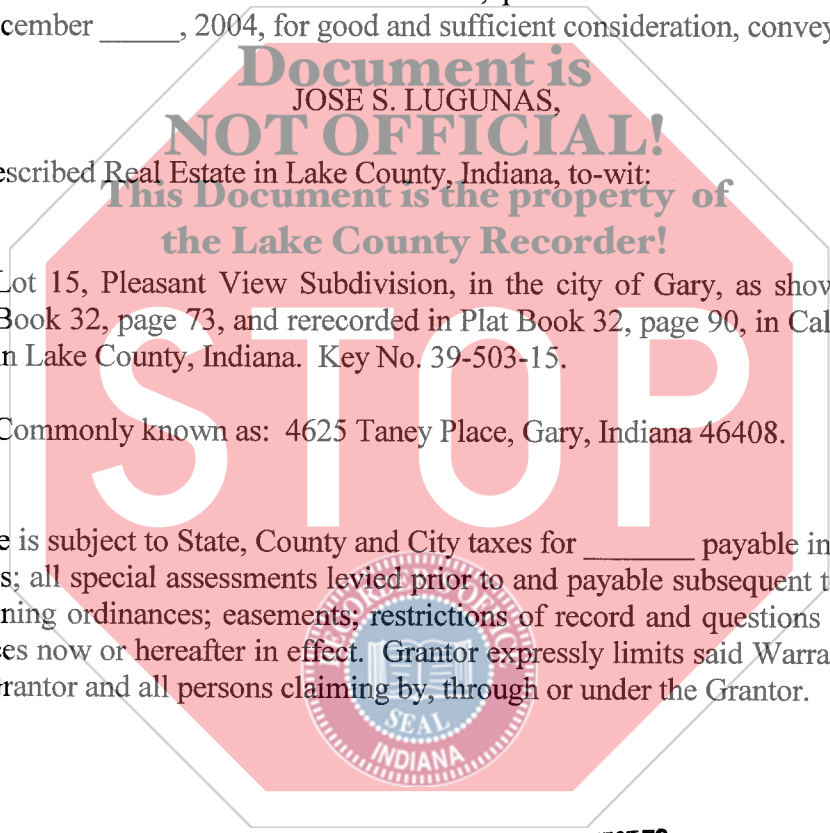 cember ______, 2004, for good and sufficient consideration, convey
Document is
JOSE S. LUGUNAS,
NOT OFFICIAL!
escribed Real Estate in Lake County, Indiana, to-wit:
This Document is the property of
the Lake County Recorder!
Lot 15, Pleasant View Subdivision, in the city of Gary, as show
Book 32, page 73, and rerecorded in Plat Book 32, page 90, in Cal
n Lake County, Indiana. Key No. 39-503-15.
STOP
Commonly known as: 4625 Taney Place, Gary, Indiana 46408.
e is subject to State, County and City taxes for ________ payable in
s; all special assessments levied prior to and payable subsequent t
ning ordinances; easements; restrictions of record and questions
ces now or hereafter in effect. Grantor expressly limits said Warra
rantor and all persons claiming by, through or under the Grantor.
RECORDER'S OFFICE
SEAL
INDIANA